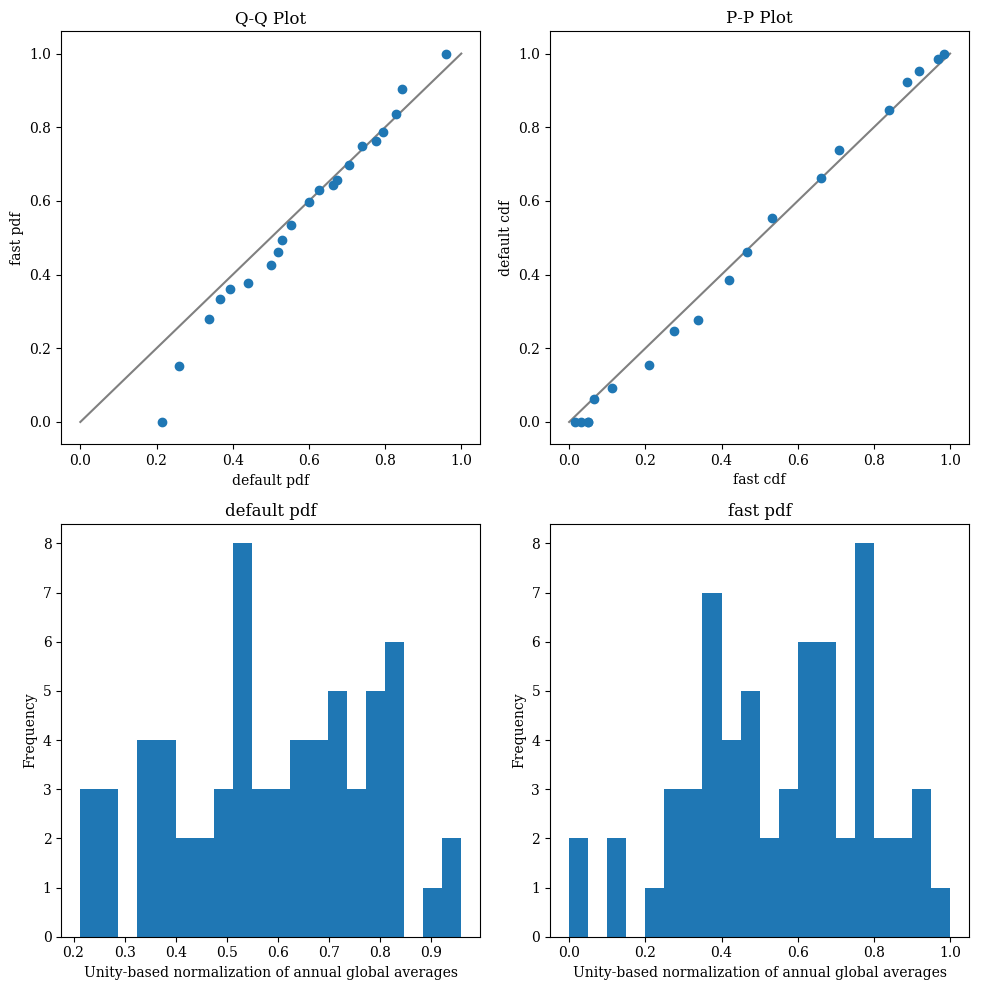 Q-Q Plot
1.0
0.8
0.6
0.4
0.2
0.0
fast pdf
0.0 0.2 0.4 0.6 0.8 1.0
default pdf
P-P Plot
1.0
0.8
0.6
0.4
0.2
0.0
default cdf
0.0 0.2 0.4 0.6 0.8 1.0
fast cdf
default pdf
8
7
6
5
4
3
2
1
0
Frequency
0.2 0.3 0.4 0.5 0.6 0.7 0.8 0.9
Unity-based normalization of annual global averages
fast pdf
8
7
6
5
4
3
2
1
0
Frequency
0.0 0.2 0.4 0.6 0.8 1.0
Unity-based normalization of annual global averages